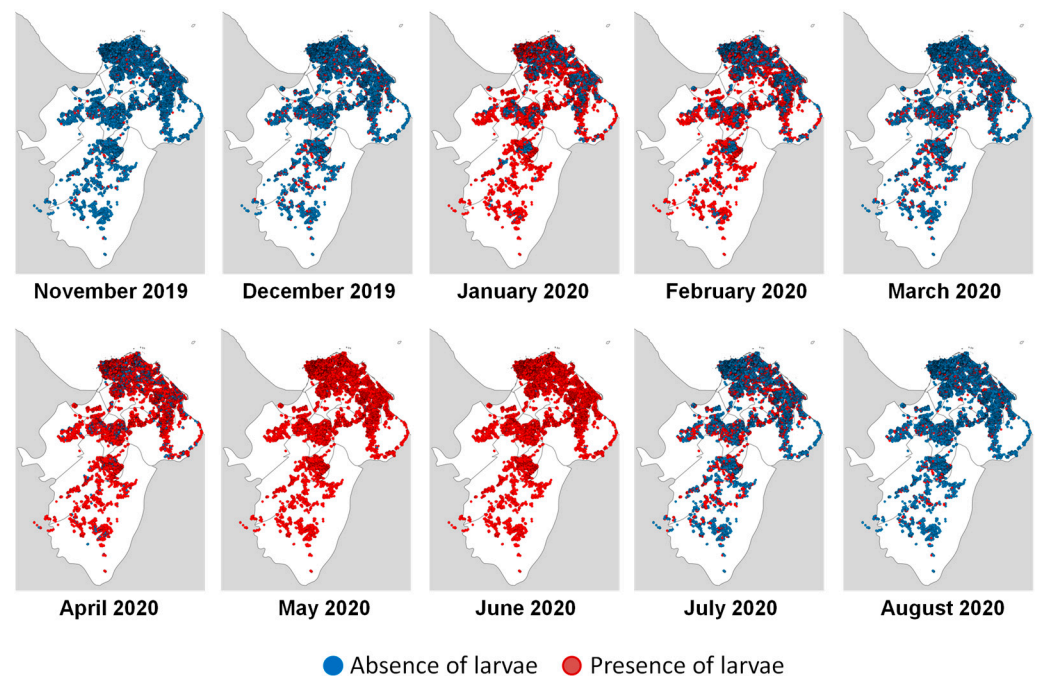 November 2019
December 2019
January 2020
February 2020
March 2020
April 2020
May 2020
June 2020
July 2020
August 2020
Absence of larvae
Presence of larvae